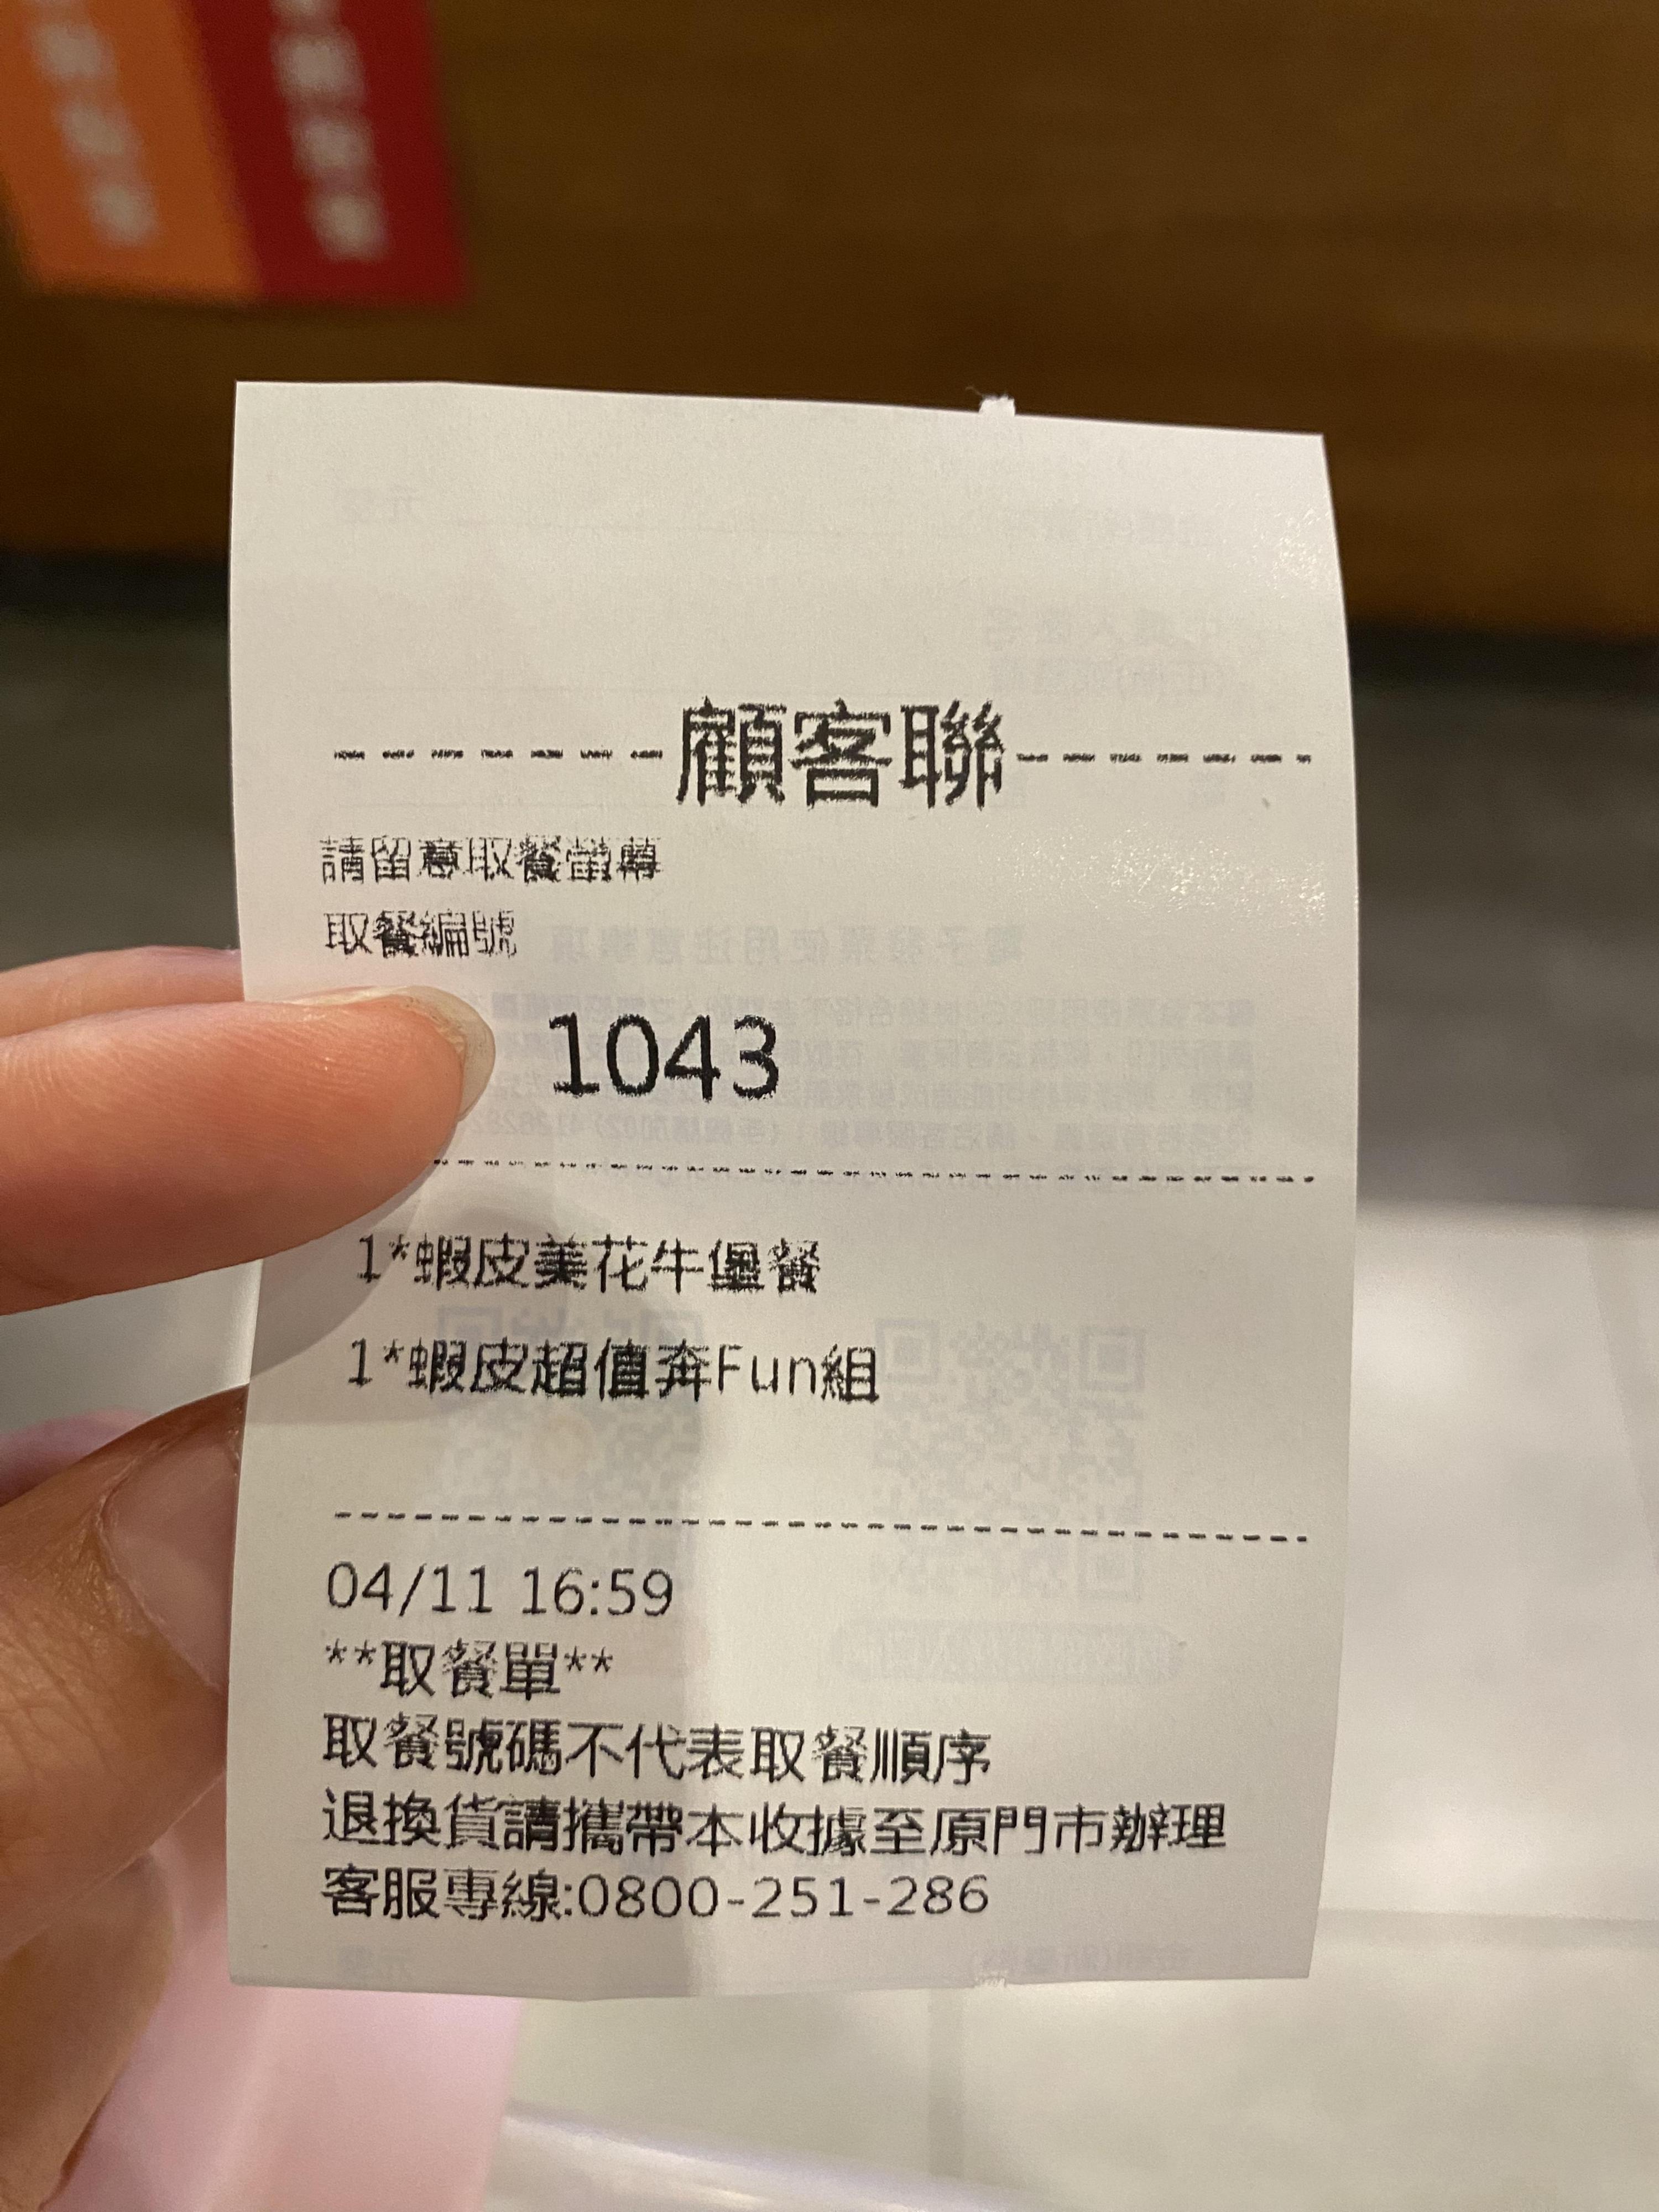 顧客聯
請留意取餐螢幕
取餐編號
1043
1*蝦皮美花牛堡餐
1*蝦皮超值奔Fun組
04/11 16:59
**取餐單**
取餐號碼不代表取餐順序
退換貨請攜帶本收據至原門市辦理
客服專線:0800-251-286